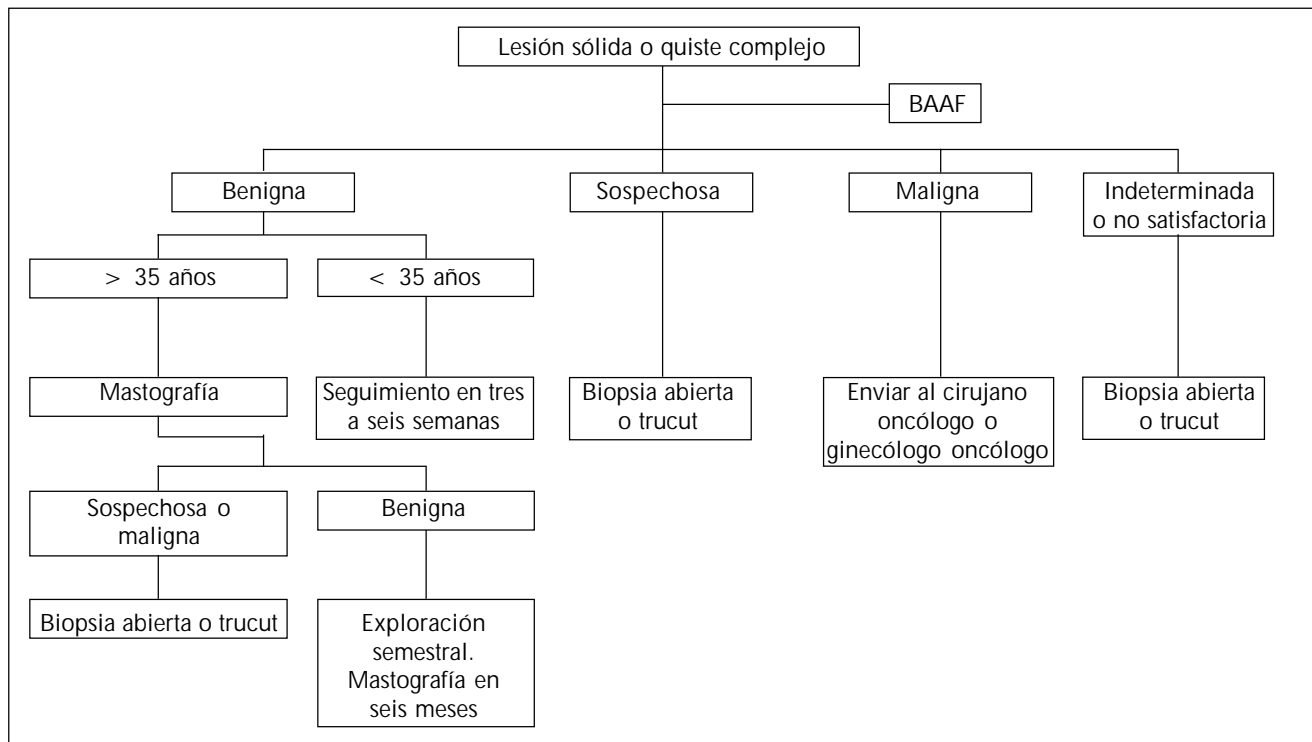 Lesión sólida o quiste complejo
BAAF
Benigna
Sospechosa
Maligna
Indeterminada
o no satisfactoria
> 35 años
< 35 años
Mastografía
Seguimiento en tres
a seis semanas
Biopsia abierta
o trucut
Enviar al cirujano
oncólogo o
ginecólogo oncólogo
Biopsia abierta
o trucut
Sospechosa o
maligna
Benigna
Biopsia abierta o trucut
Exploración
semestral.
Mastografía en
seis meses